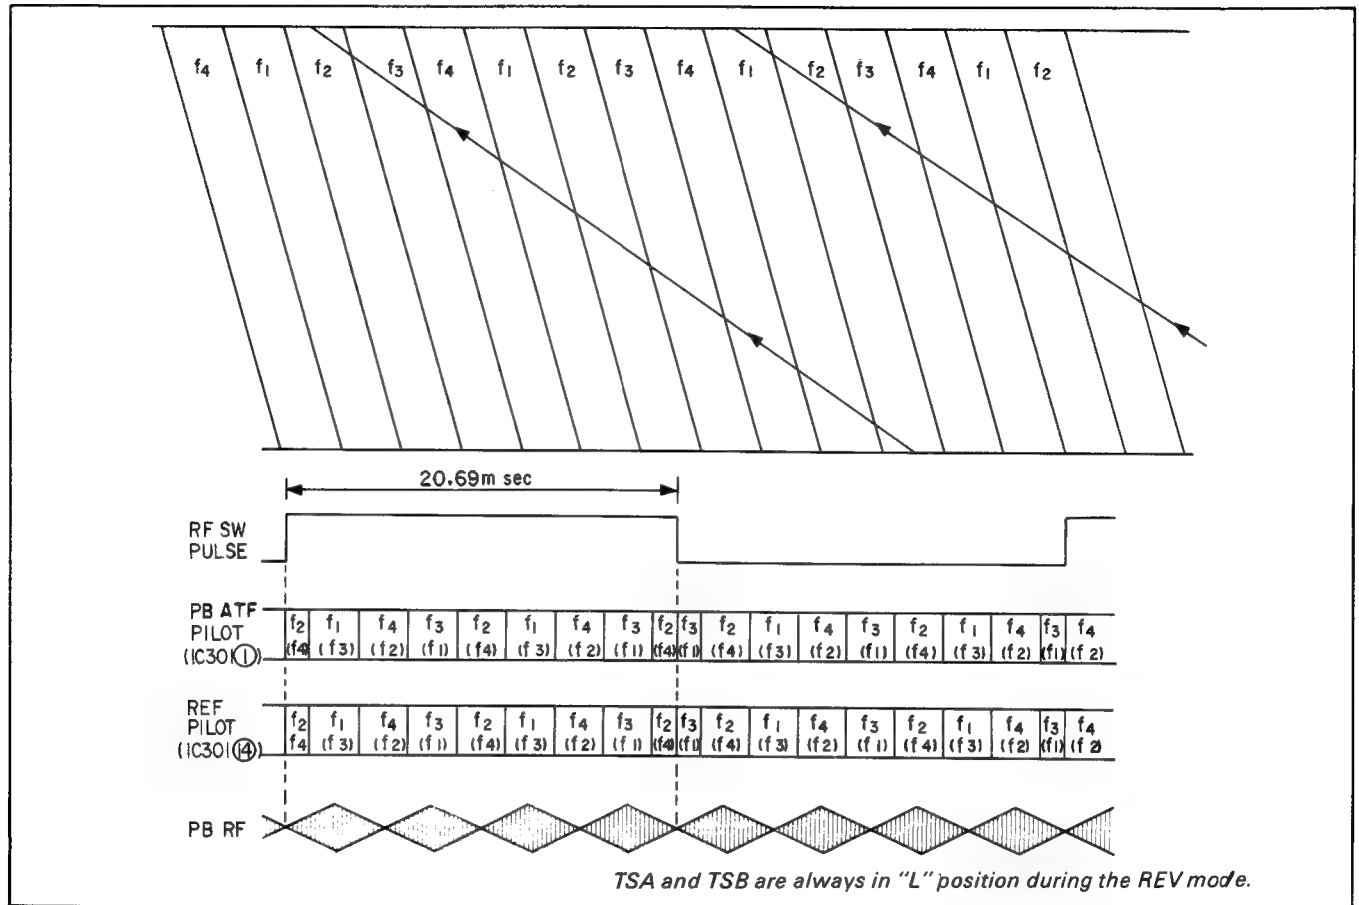 f4 f1 f2 f3 f4 f1 f2 f3 f4 f1 f2 f3 f4 f1 f2
20.69m sec
RF SW
PULSE
PB ATF
PILOT
(IC301①)
f2 f1 f4 f3 f2 f1 f4 f3 f2 f3 f2 f1 f4 f3 f2 f1 f4 f3 f4
(f4) (f3) (f2) (f1) (f4) (f3) (f2) (f1) (f4) (f1) (f4) (f3) (f2) (f1) (f4) (f3) (f2) (f1) (f2)
REF
PILOT
(IC301⑭)
f2 f1 f4 f3 f2 f1 f4 f3 f2 f3 f2 f1 f4 f3 f2 f1 f4 f3 f4
f4 (f3) (f2) (f1) (f4) (f3) (f2) (f1) (f4) (f1) (f4) (f3) (f2) (f1) (f4) (f3) (f2) (f1) (f2)
PB RF
TSA and TSB are always in "L" position during the REV mode.